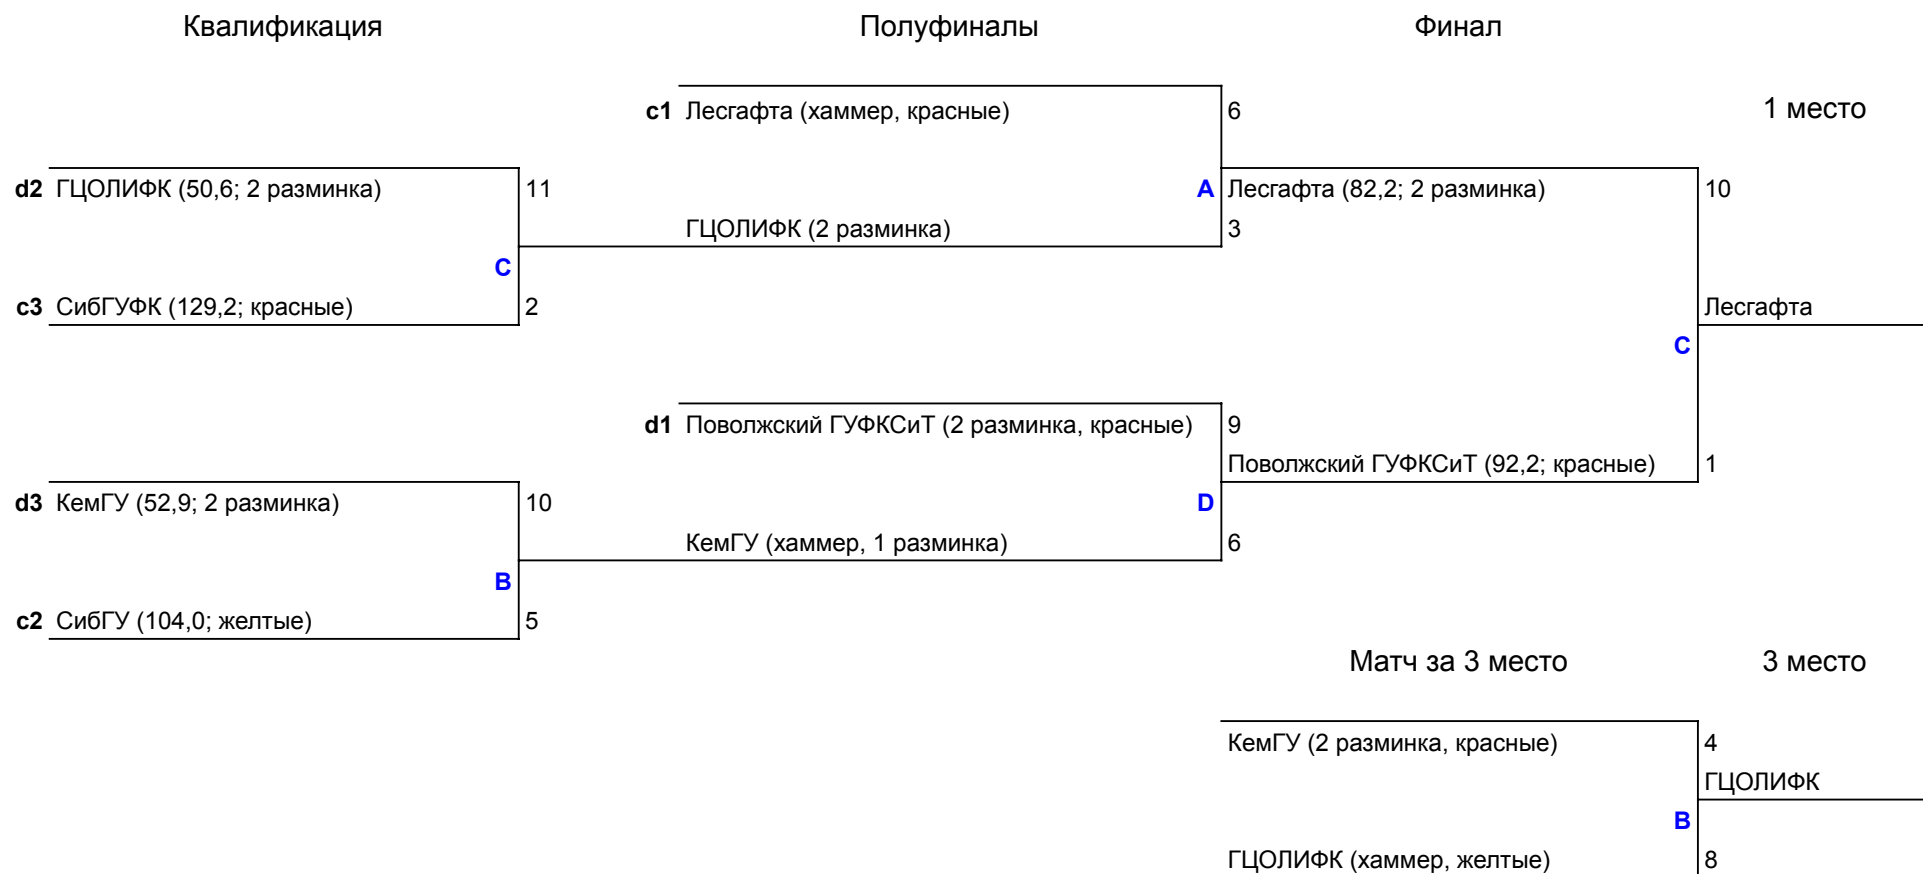 Квалификация
Полуфиналы
Финал
c1 Лесгафта (хаммер, красные) 6
1 место
d2 ГЦОЛИФК (50,6; 2 разминка) 11
A Лесгафта (82,2; 2 разминка) 10
ГЦОЛИФК (2 разминка) 3
C
c3 СибГУФК (129,2; красные) 2
Лесгафта
C
d1 Поволжский ГУФКСиТ (2 разминка, красные) 9
Поволжский ГУФКСиТ (92,2; красные) 1
d3 КемГУ (52,9; 2 разминка) 10
D
КемГУ (хаммер, 1 разминка) 6
B
c2 СибГУ (104,0; желтые) 5
Матч за 3 место
3 место
КемГУ (2 разминка, красные) 4
ГЦОЛИФК
B
ГЦОЛИФК (хаммер, желтые) 8